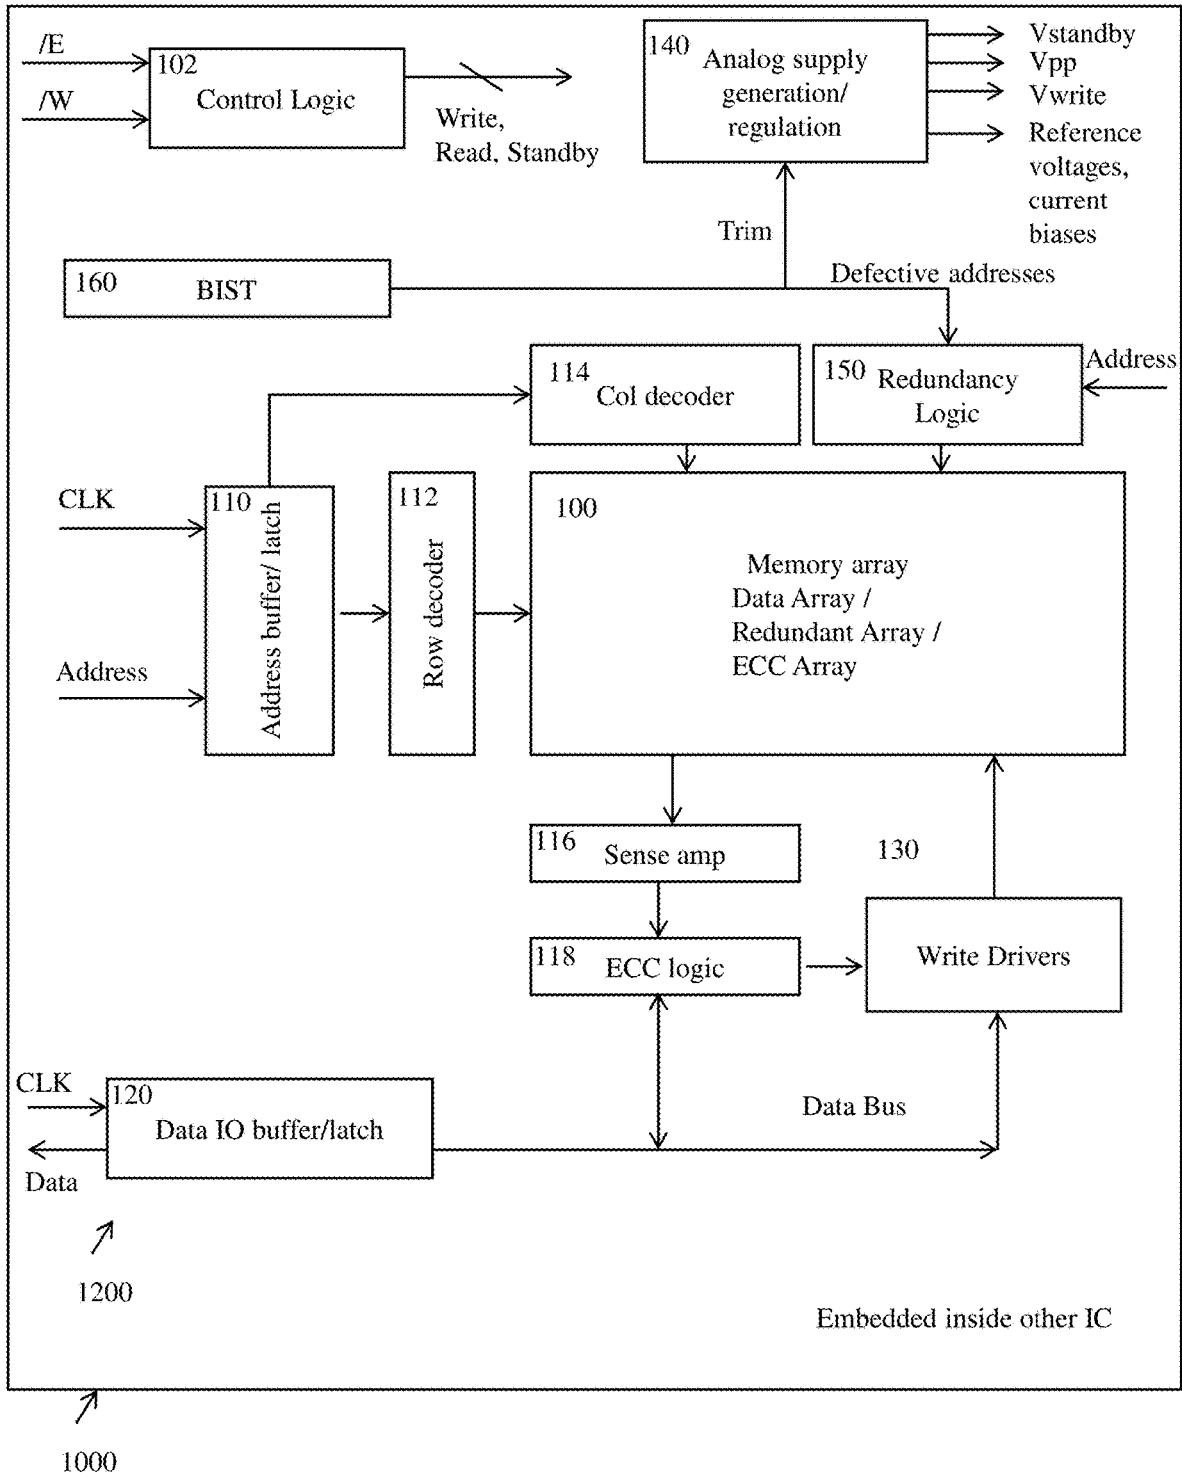 /E
/W
102
Control Logic
Write,
Read, Standby
140
Analog supply
generation/
regulation
Vstandby
Vpp
Vwrite
Reference
voltages,
current
biases
Trim
160
BIST
Defective addresses
114
Col decoder
150
Redundancy
Logic
Address
CLK
Address
110
Address buffer/ latch
112
Row decoder
100
Memory array
Data Array /
Redundant Array /
ECC Array
116
Sense amp
130
118
ECC logic
Write Drivers
CLK
Data
120
Data IO buffer/latch
Data Bus
1200
Embedded inside other IC
1000